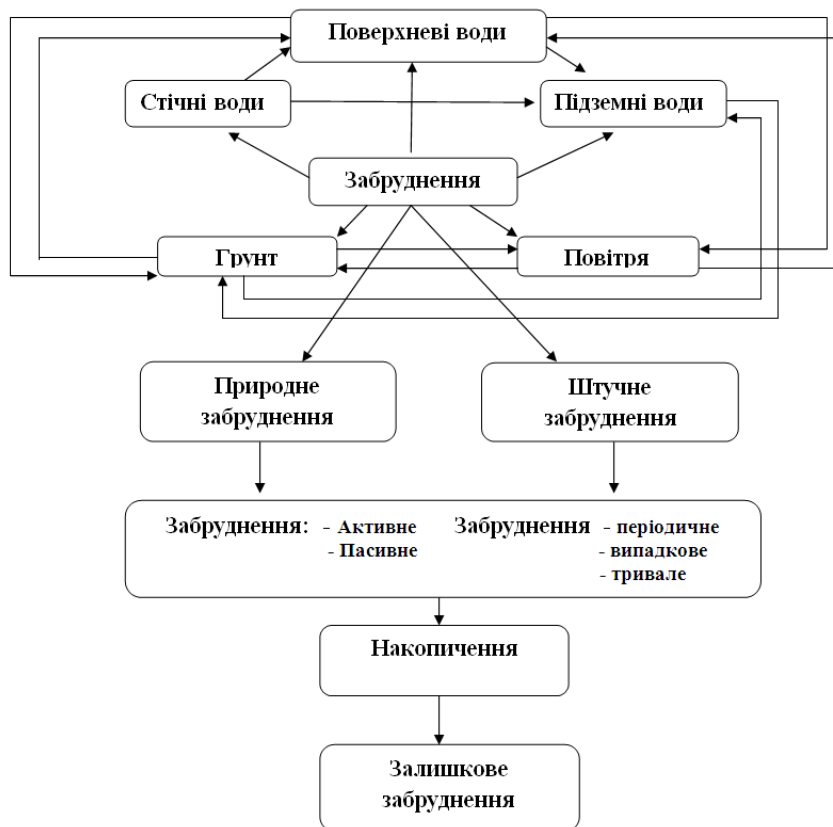 Поверхневі води
Стічні води
Підземні води
Забруднення
Грунт
Повітря
Природне
забруднення
Штучне
забруднення
Забруднення: - Активне
- Пасивне
Забруднення - періодичне
- випадкове
- тривале
Накопичення
Залишкове
забруднення